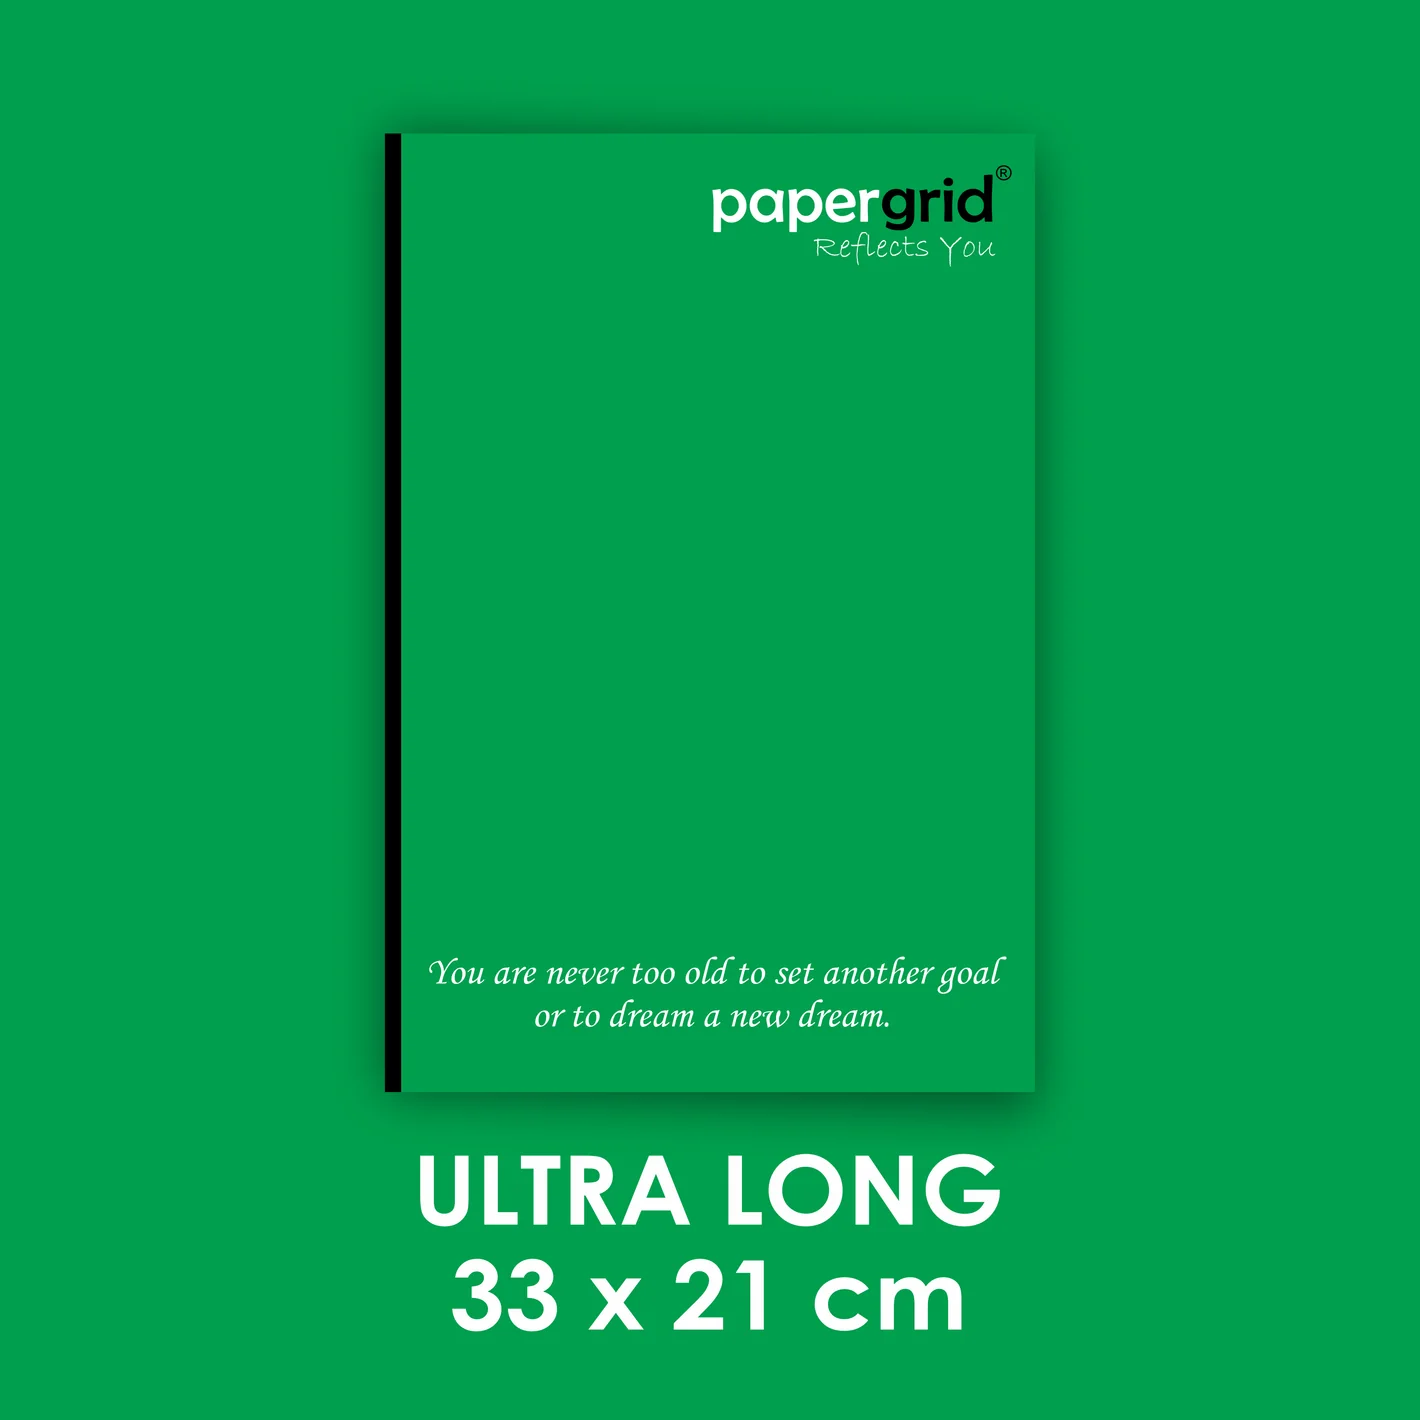 papergrid®
Reflects You
You are never too old to set another goal
or to dream a new dream.
ULTRA LONG
33 x 21 cm